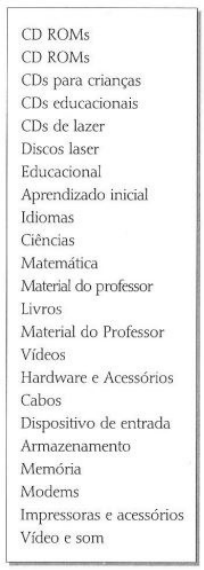 CD ROMs
CD ROMs
CDs para crianças
CDs educacionais
CDs de lazer
Discos laser
Educacional
Aprendizado inicial
Idiomas
Ciências
Matemática
Material do professor
Livros
Material do Professor
Vídeos
Hardware e Acessórios
Cabos
Dispositivo de entrada
Armazenamento
Memória
Modems
Impressoras e acessórios
Vídeo e som